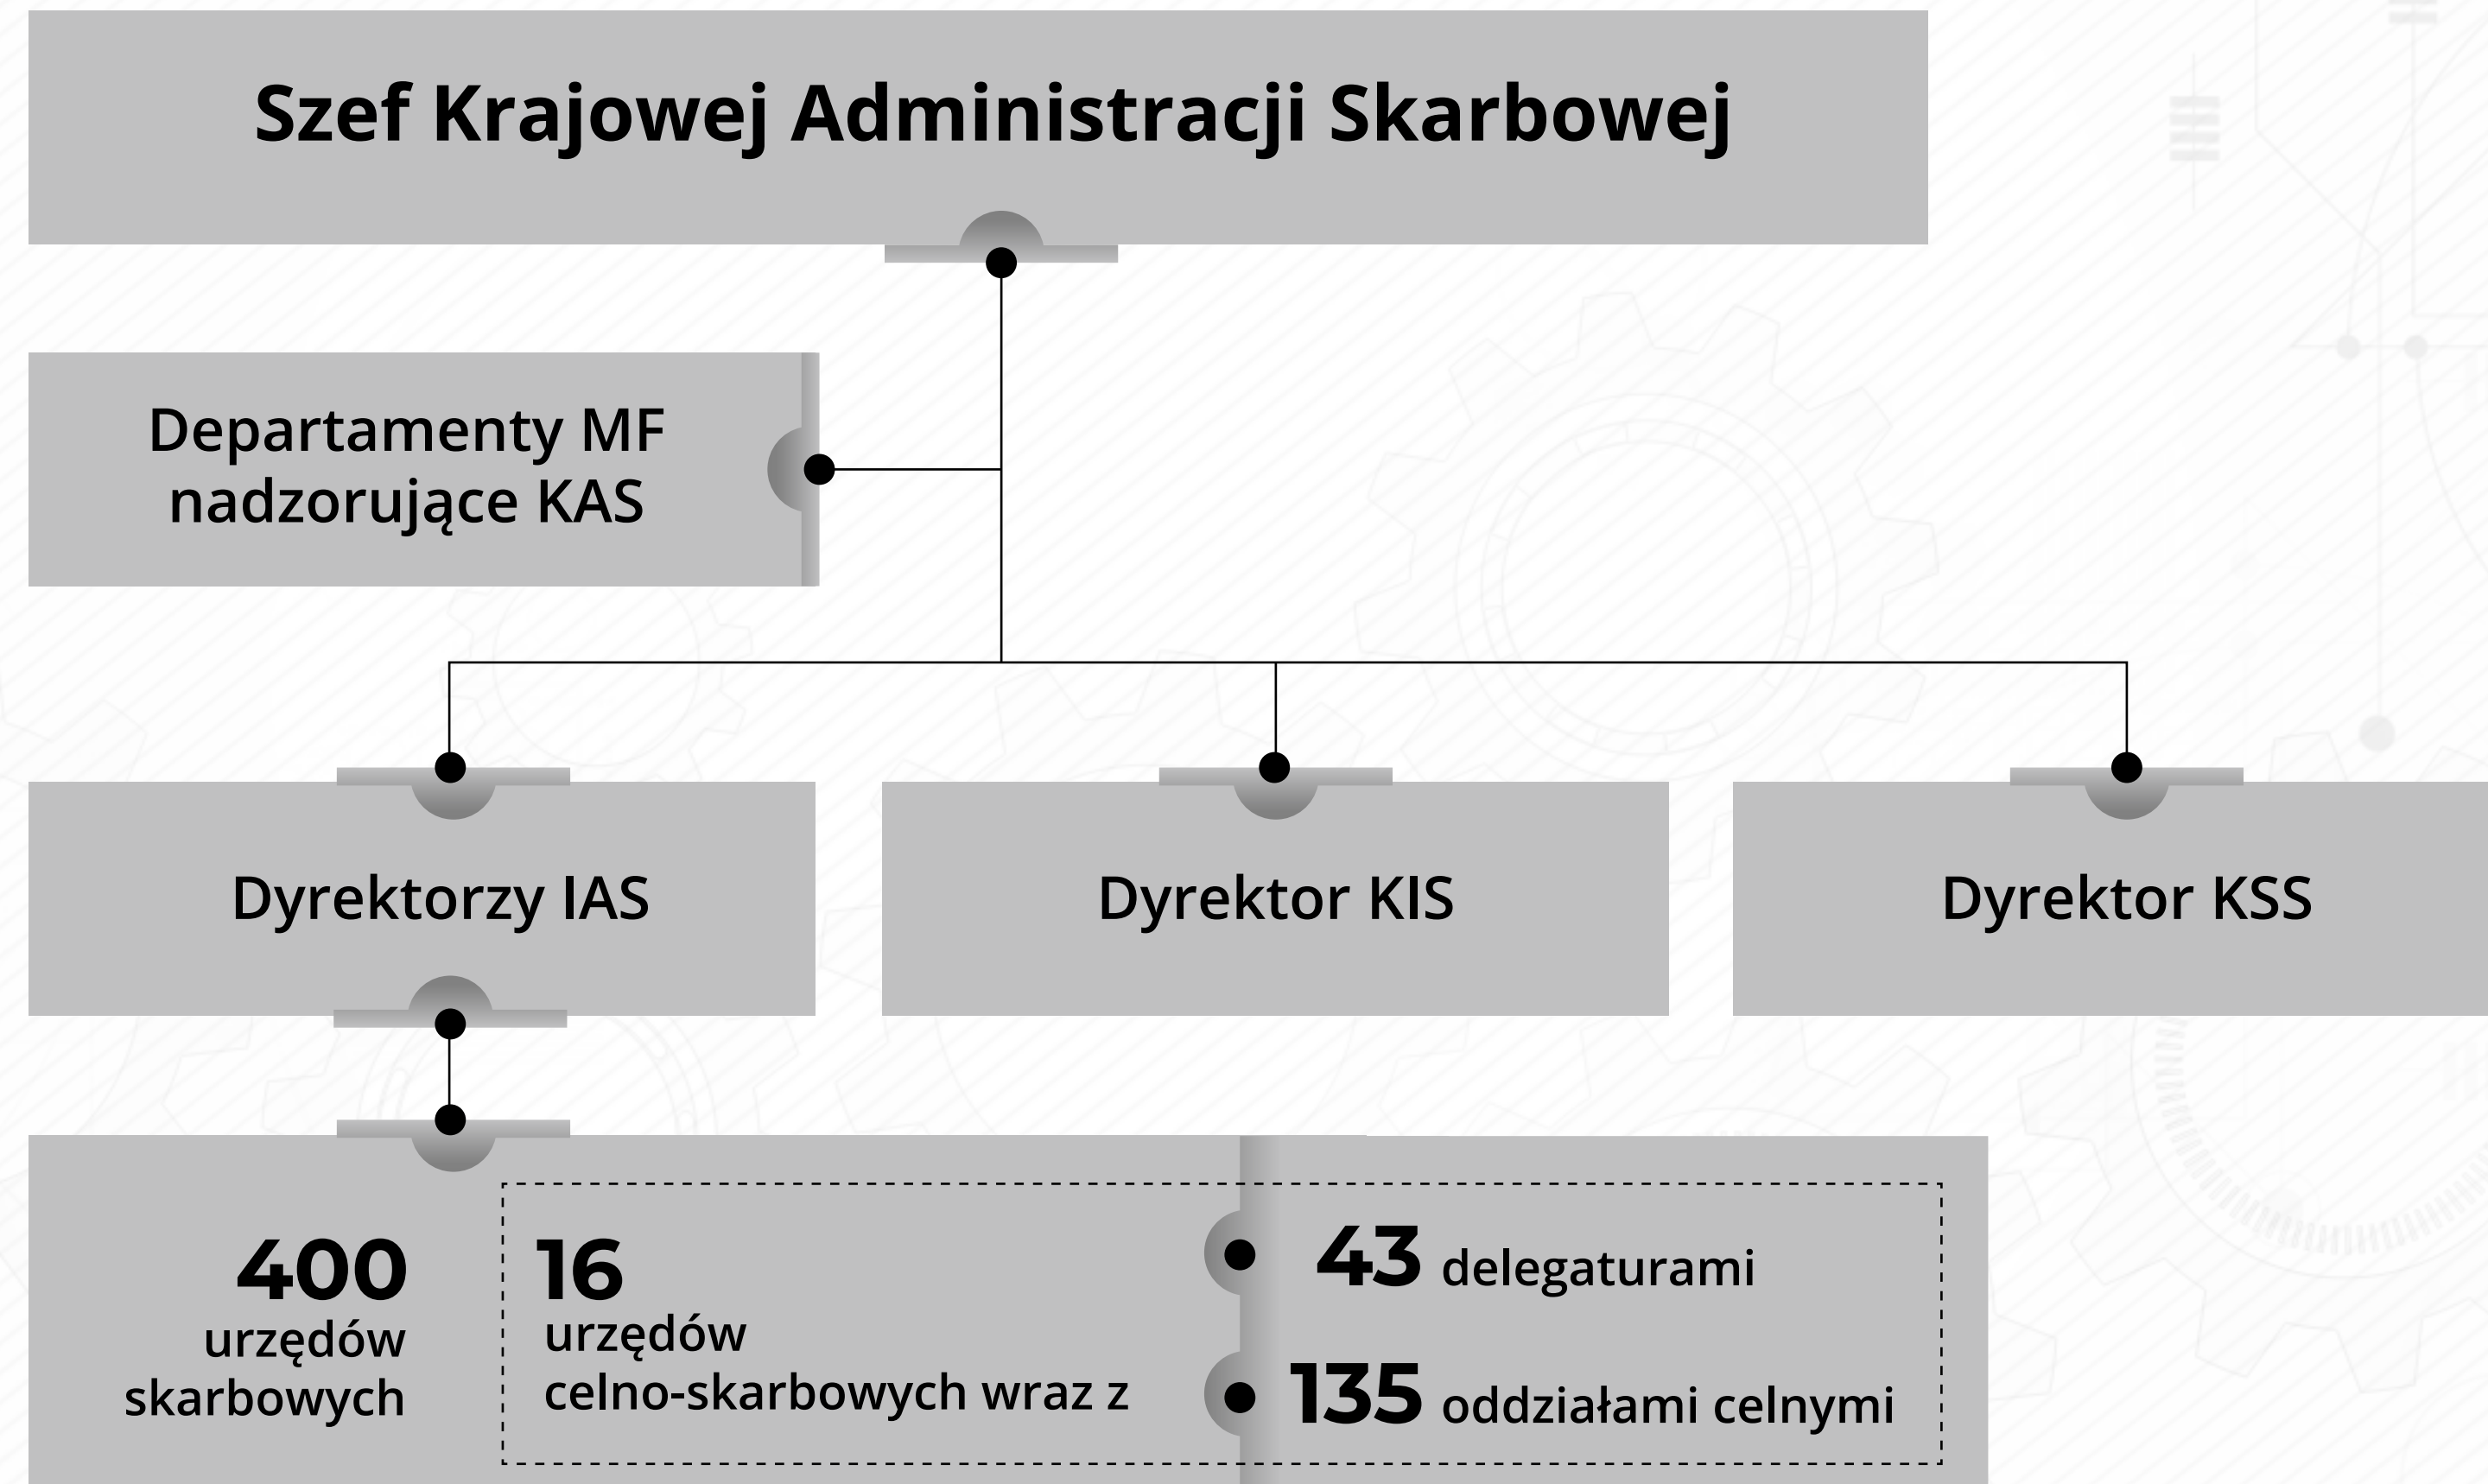 Szef Krajowej Administracji Skarbowej
Departamenty MF
nadzorujące KAS
Dyrektorzy IAS
Dyrektor KIS
Dyrektor KSS
400
urzędów
skarbowych
16
urzędów
celno-skarbowych wraz z
43 delegaturami
135 oddziałami celnymi